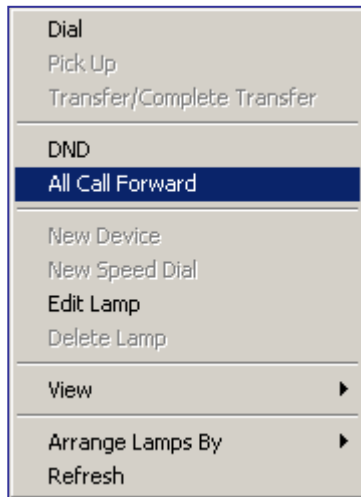 Dial
Pick Up
Transfer/Complete Transfer
DND
All Call Forward
New Device
New Speed Dial
Edit Lamp
Delete Lamp
View
Arrange Lamps By
Refresh